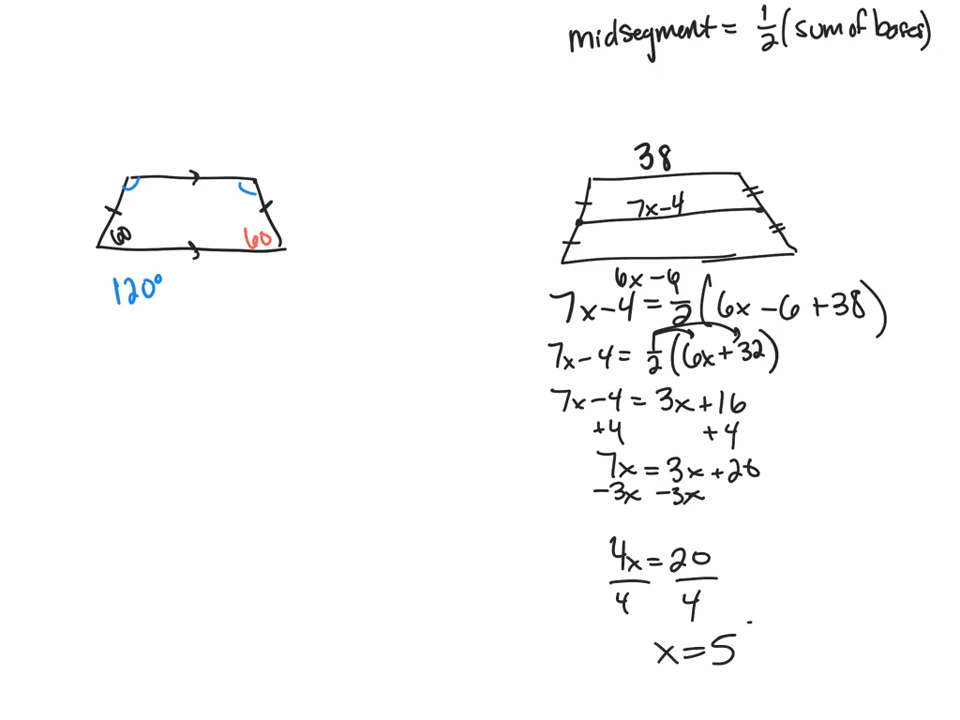 midsegment = 1/2 (sum of bases)
60
60
120°
38
7x-4
6x-6
7x-4 = 1/2 (6x-6+38)
7x-4 = 1/2 (6x+32)
7x-4 = 3x+16
+4 +4
7x = 3x+20
-3x -3x
4x = 20
4 4
x=5